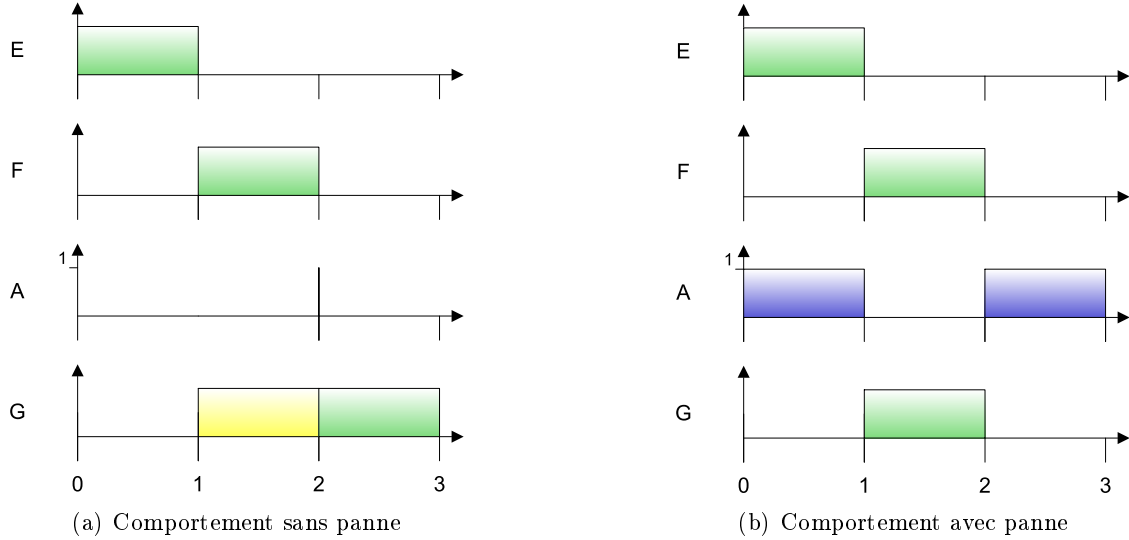 E
F
1
A
G
0 1 2 3
(a) Comportement sans panne
E
F
1
A
G
0 1 2 3
(b) Comportement avec panne